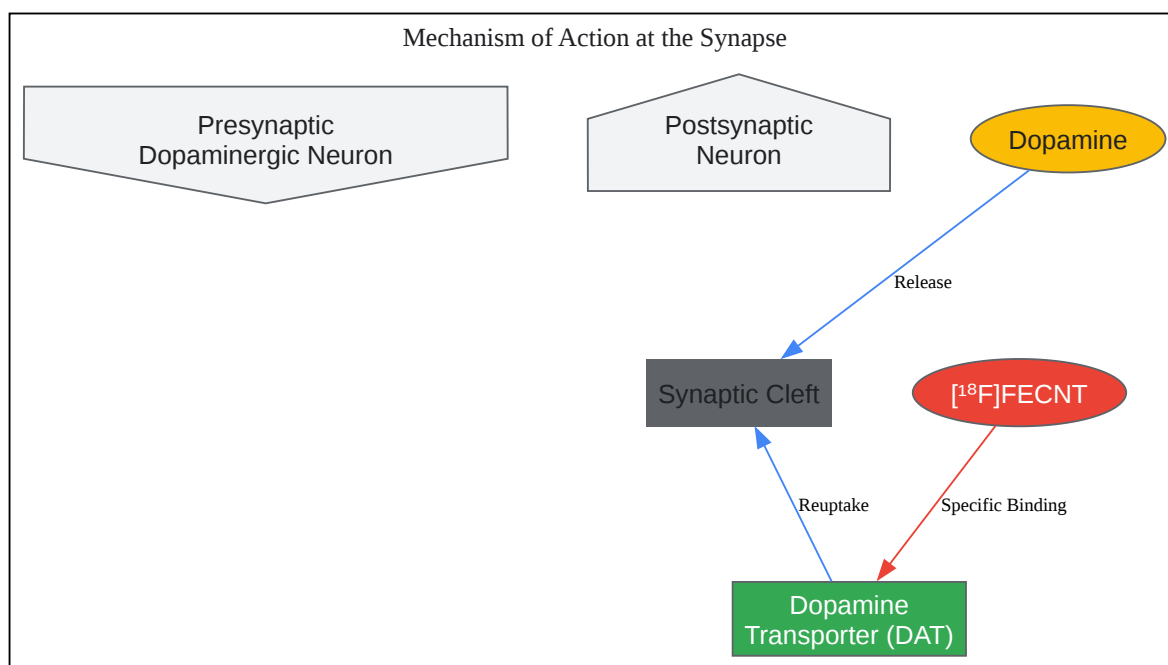 Mechanism of Action at the Synapse
Presynaptic
Dopaminergic Neuron
Postsynaptic
Neuron
Dopamine
Release
Synaptic Cleft
[¹⁸F]FECNT
Reuptake
Specific Binding
Dopamine
Transporter (DAT)